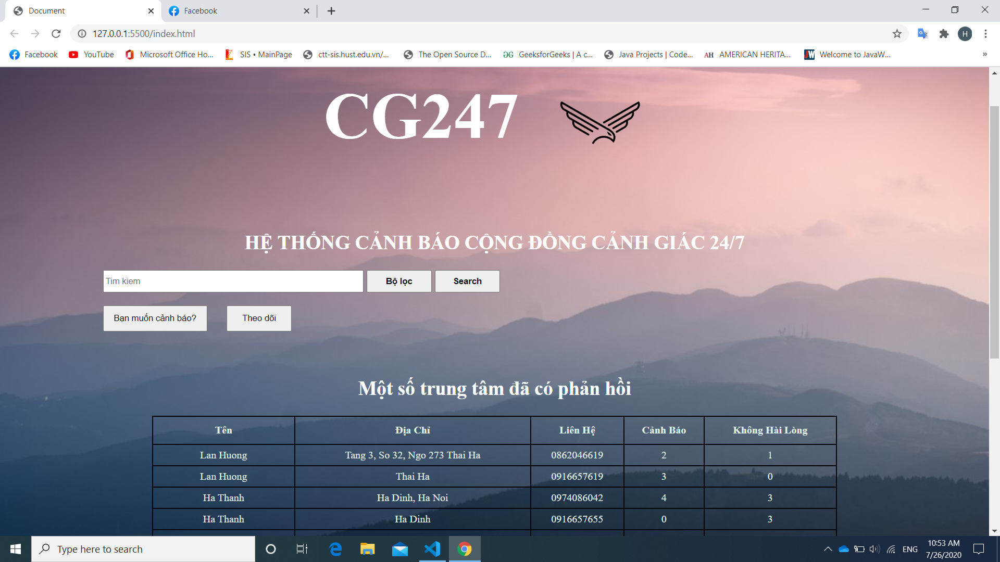 Document
Facebook
127.0.0.1:5500/index.html
H
Facebook
YouTube
Microsoft Office Ho...
SIS • MainPage
ctt-sis.hust.edu.vn/...
The Open Source D...
GeeksforGeeks | A c...
Java Projects | Code...
AH AMERICAN HERITA...
JW Welcome to JavaW...
»
CG247
HỆ THỐNG CẢNH BÁO CỘNG ĐỒNG CẢNH GIÁC 24/7
Tim kiem
Bộ lọc
Search
Bạn muốn cảnh báo?
Theo dõi
Một số trung tâm đã có phản hồi
Tên Địa Chỉ Liên Hệ Cảnh Báo Không Hài Lòng
Lan Huong Tang 3, So 32, Ngo 273 Thai Ha 0862046619 2 1
Lan Huong Thai Ha 0916657619 3 0
Ha Thanh Ha Dinh, Ha Noi 0974086042 4 3
Ha Thanh Ha Dinh 0916657655 0 3
Type here to search
ENG
10:53 AM
7/26/2020